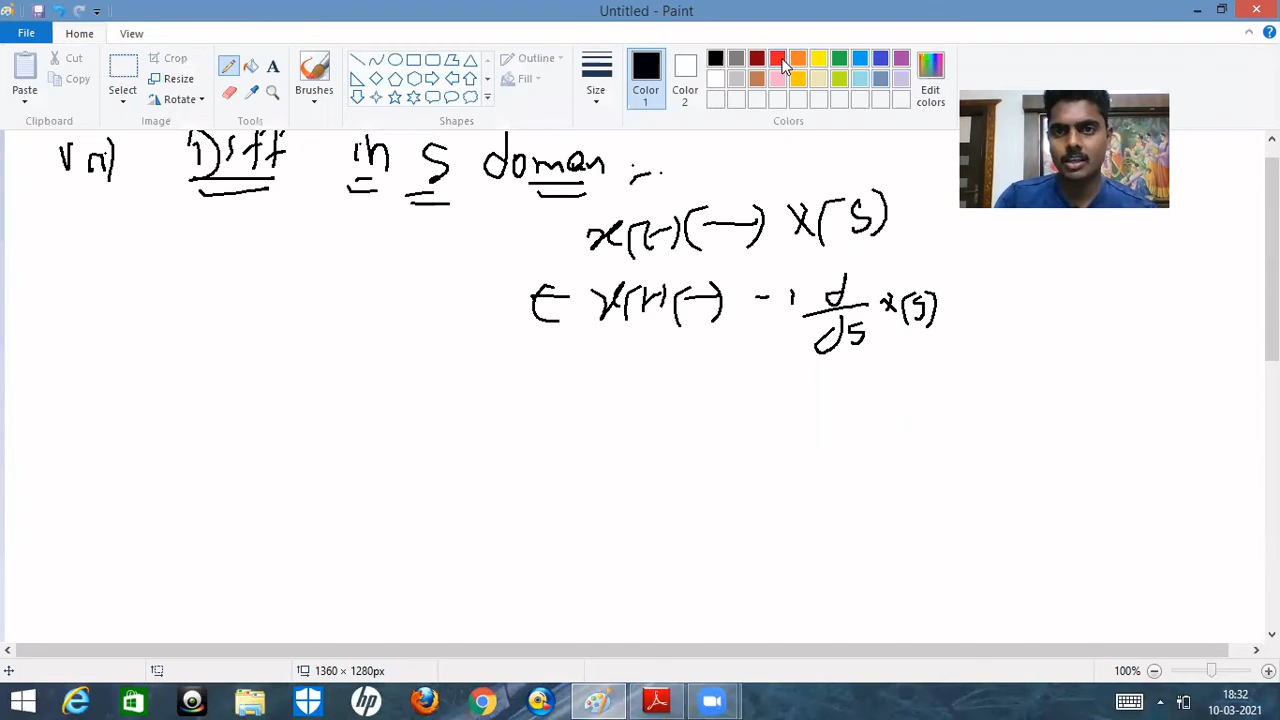 Untitled - Paint
File Home View
Paste Cut Copy Clipboard
Select Crop Resize Rotate Image
Tools
Brushes
Outline Fill Shapes
Size
Color 1 Color 2 Edit colors Colors
Diff in S domain :-
x(t) ⟷ X(S)
t x(t) ⟷ -1 d/ds X(S)
1360 × 1280px
100%
18:32
10-03-2021